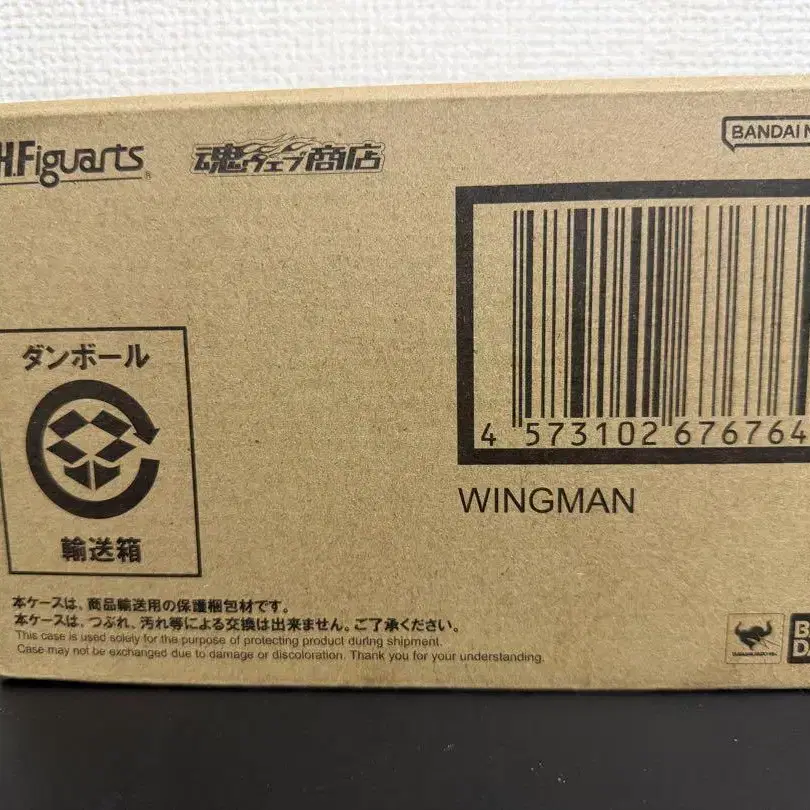 H.Figuarts
魂ウェブ商店
BANDAI N
ダンボール
輸送箱
4 573102 676764
WINGMAN
本ケースは、商品輸送用の保護梱包材です。
本ケースは、つぶれ、汚れ等による交換は出来ません。ご了承ください。
This case is used solely for the purpose of protecting product during shipment.
Case may not be exchanged due to damage or discoloration. Thank you for your understanding.